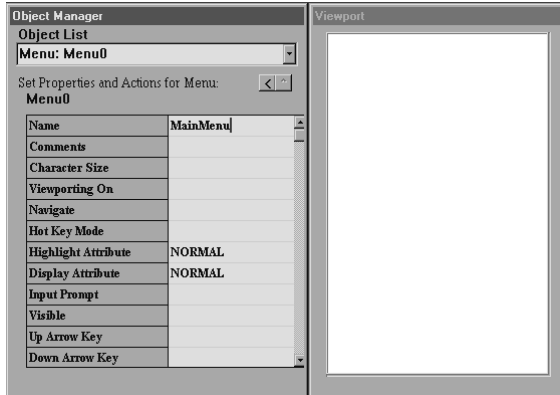 Object Manager
Viewport
Object List
Menu: Menu0
Set Properties and Actions for Menu:
Menu0
Name MainMenu
Comments
Character Size
Viewporting On
Navigate
Hot Key Mode
Highlight Attribute NORMAL
Display Attribute NORMAL
Input Prompt
Visible
Up Arrow Key
Down Arrow Key